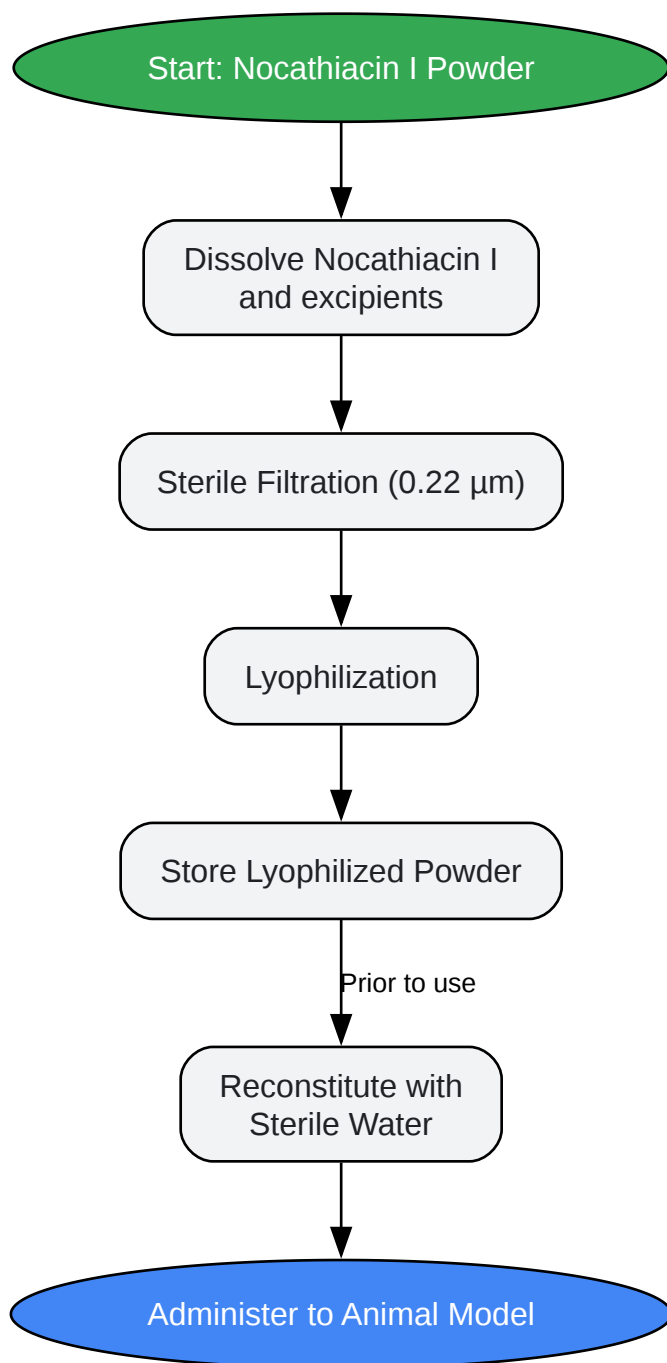 Start: Nocathiacin I Powder
Dissolve Nocathiacin I
and excipients
Sterile Filtration (0.22 µm)
Lyophilization
Store Lyophilized Powder
Prior to use
Reconstitute with
Sterile Water
Administer to Animal Model